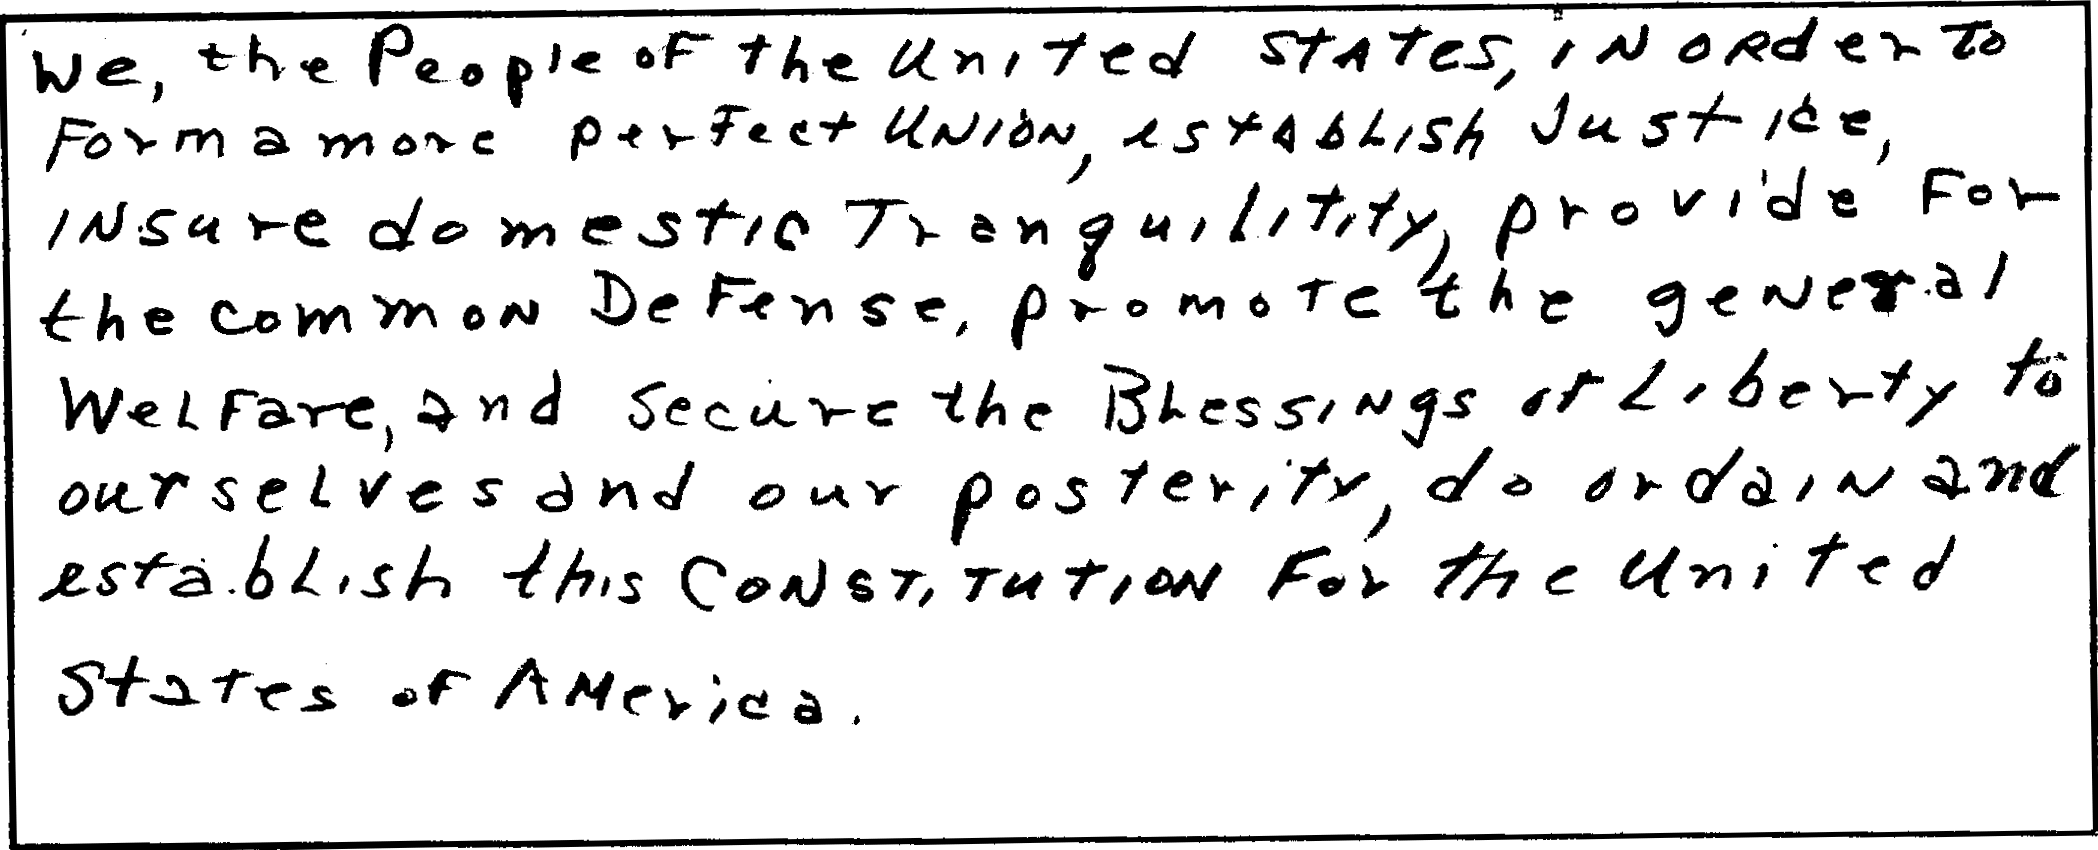 We, the People of the United States, in order to
form a more perfect Union, establish Justice,
insure domestic Tranquilitity, provide for
the common Defense, promote the general
Welfare, and secure the Blessings of Liberty to
ourselves and our posterity, do ordain and
establish this Constitution for the United
States of America.